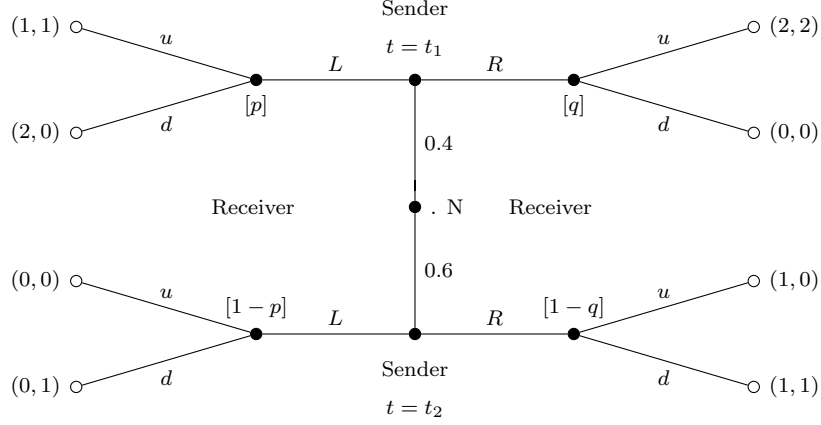 Sender
(1, 1) u t = t₁ (2, 2)
L R u
[p] [q]
(2, 0) d d (0, 0)
0.4
Receiver . N Receiver
0.6
(0, 0) u [1 − p] [1 − q] u (1, 0)
L R
(0, 1) d d (1, 1)
Sender
t = t₂